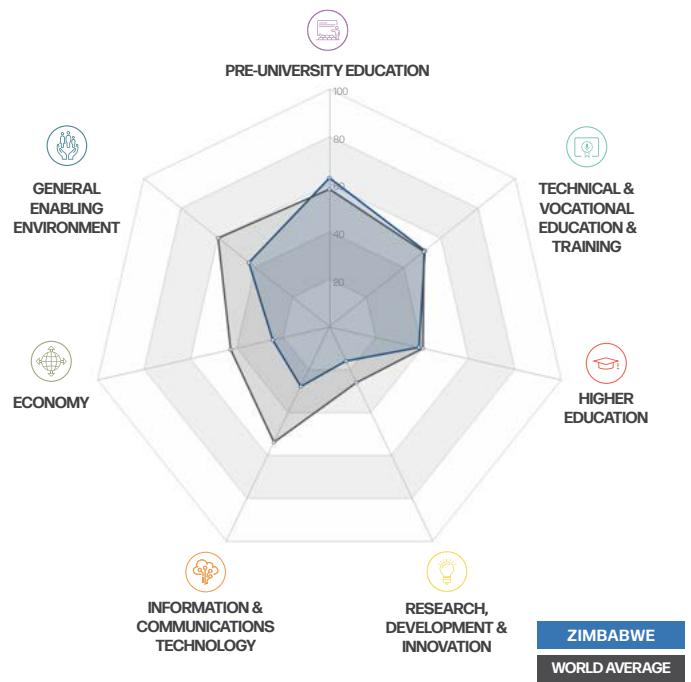 PRE-UNIVERSITY EDUCATION
100
80
60
40
20
GENERAL
ENABLING
ENVIRONMENT
TECHNICAL &
VOCATIONAL
EDUCATION &
TRAINING
ECONOMY
HIGHER
EDUCATION
INFORMATION &
COMMUNICATIONS
TECHNOLOGY
RESEARCH,
DEVELOPMENT &
INNOVATION
ZIMBABWE
WORLD AVERAGE